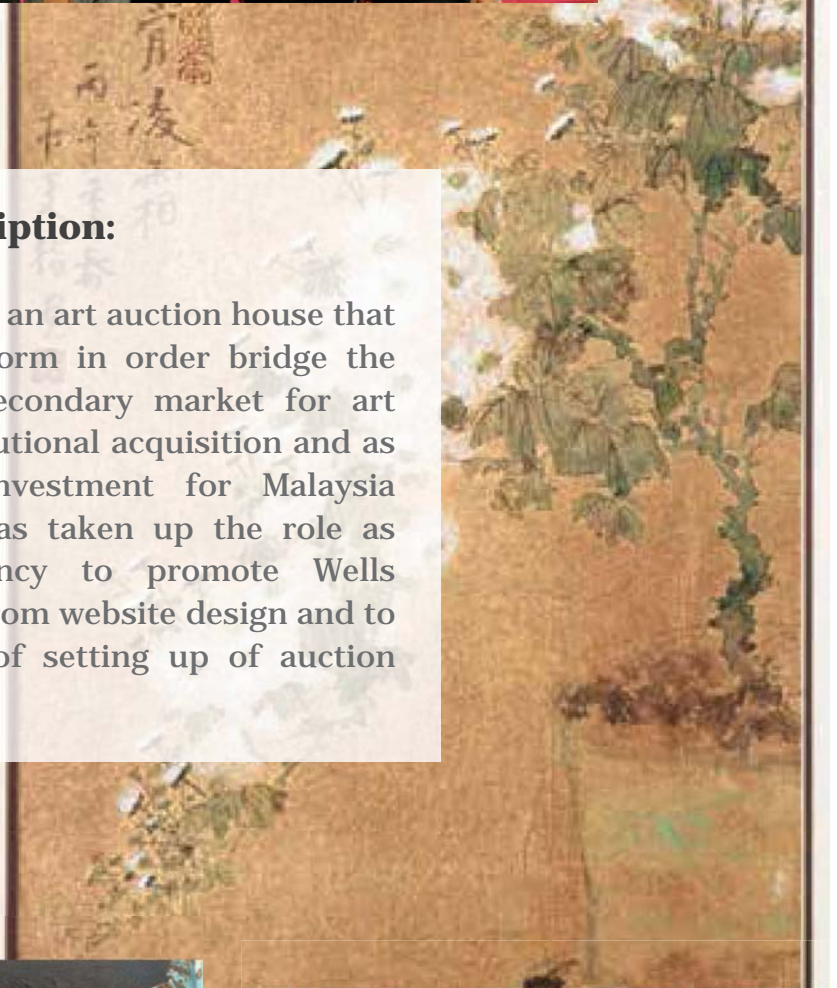 iption:
an art auction house that
orm in order bridge the
econdary market for art
utional acquisition and as
nvestment for Malaysia
as taken up the role as
ncy to promote Wells
om website design and to
of setting up of auction
丙午